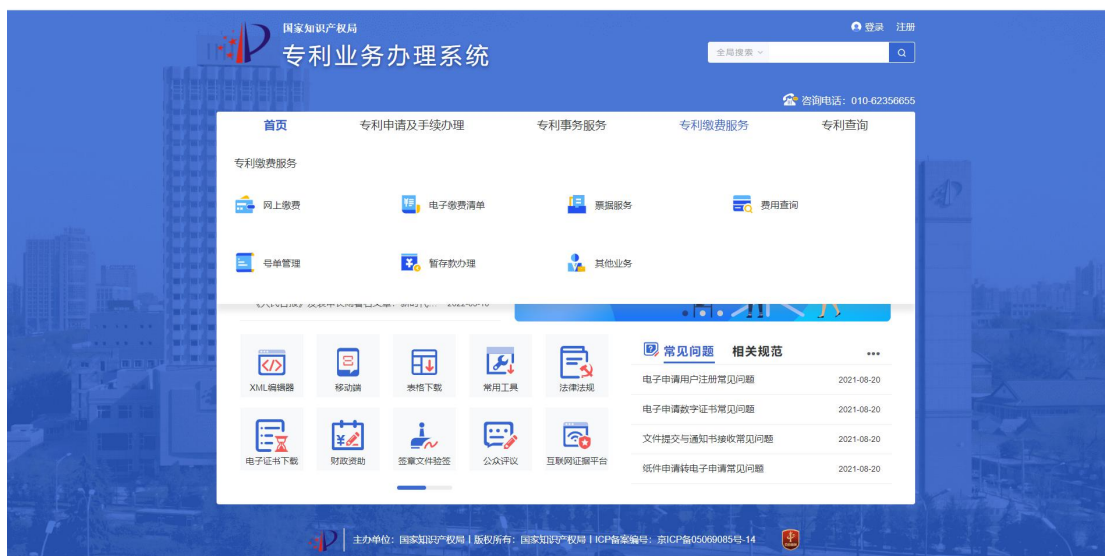 国家知识产权局
专利业务办理系统
登录 注册
全局搜索
咨询电话：010-62356655
首页 专利申请及手续办理 专利事务服务 专利缴费服务 专利查询
专利缴费服务
网上缴费 电子缴费清单 票据服务 费用查询
号单管理 暂存款办理 其他业务
常见问题 相关规范
XML编辑器 移动端 表格下载 常用工具 法律法规
电子申请用户注册常见问题 2021-08-20
电子申请数字证书常见问题 2021-08-20
文件提交与通知书接收常见问题 2021-08-20
纸件申请转电子申请常见问题 2021-08-20
电子证书下载 财政资助 签章文件验签 公众评议 互联网证据平台
主办单位：国家知识产权局 | 版权所有：国家知识产权局 | ICP备案编号：京ICP备05069085号-14